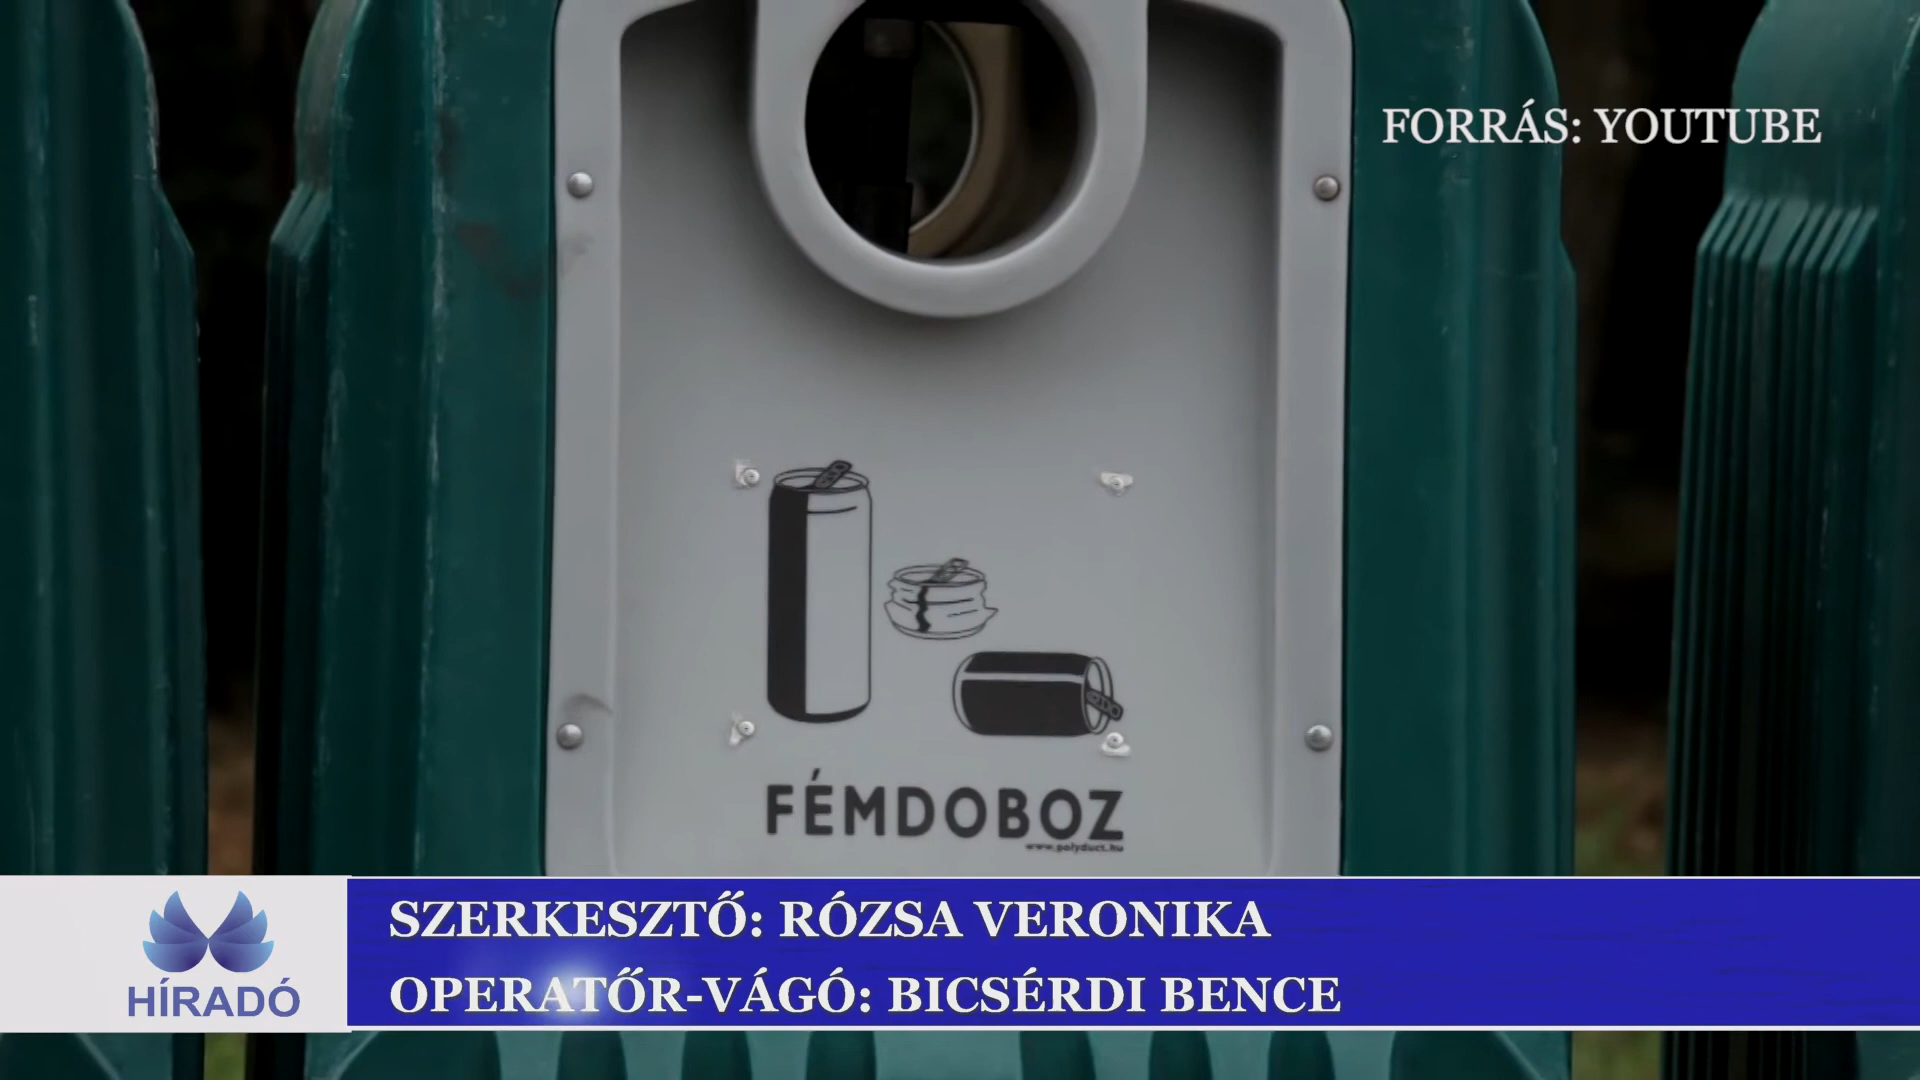 FORRÁS: YOUTUBE
FÉMDOBOZ
www.polyduct.hu
SZERKESZTŐ: RÓZSA VERONIKA
OPERATŐR-VÁGÓ: BICSÉRDI BENCE
HÍRADÓ